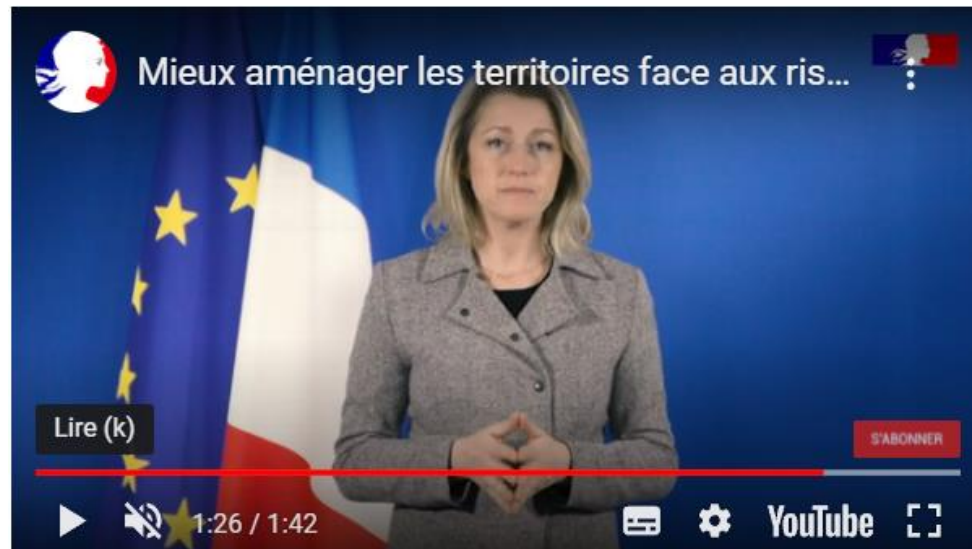 Mieux aménager les territoires face aux ris...
Lire (k)
S'ABONNER
1:26 / 1:42
YouTube